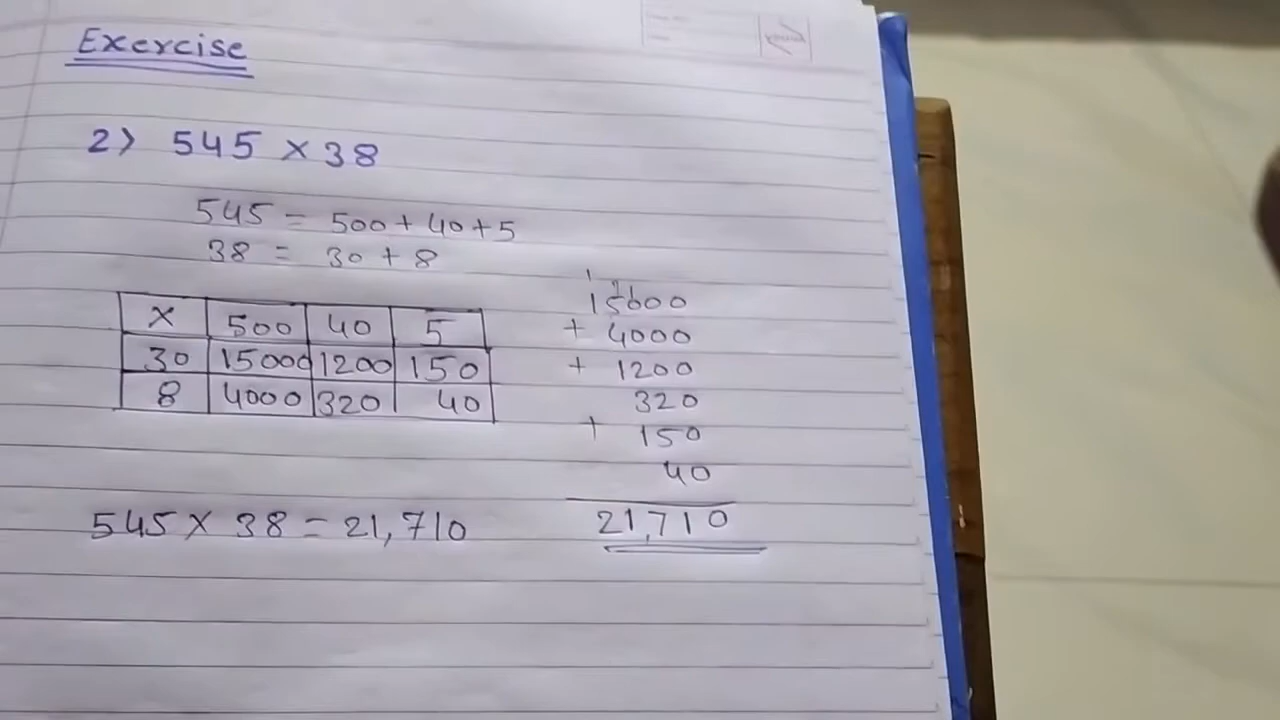 Exercise
2) 545 × 38
545 = 500 + 40 + 5
38 = 30 + 8
× 500 40 5
30 15000 1200 150
8 4000 320 40
15000
+ 4000
+ 1200
320
+ 150
40
21,710
545 × 38 = 21,710